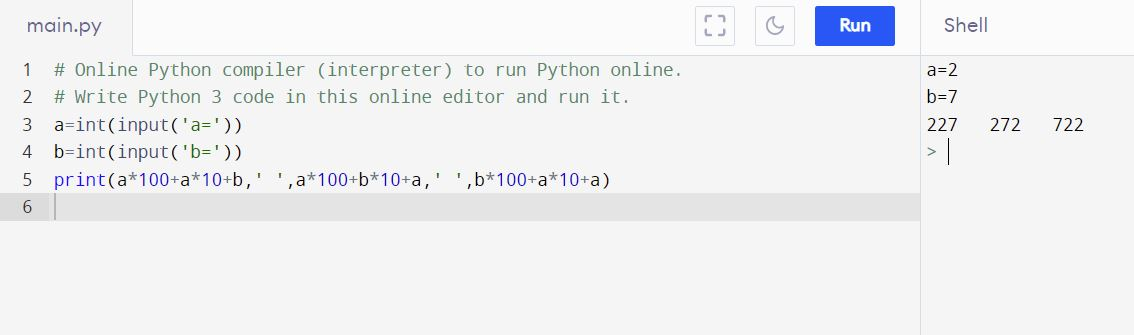 main.py
Run
Shell
1 # Online Python compiler (interpreter) to run Python online.
2 # Write Python 3 code in this online editor and run it.
3 a=int(input('a='))
4 b=int(input('b='))
5 print(a*100+a*10+b,' ',a*100+b*10+a,' ',b*100+a*10+a)
6
a=2
b=7
227   272   722
>